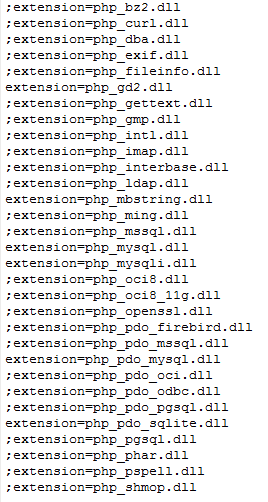 ;extension=php_bz2.dll
;extension=php_curl.dll
;extension=php_dba.dll
;extension=php_exif.dll
;extension=php_fileinfo.dll
extension=php_gd2.dll
;extension=php_gettext.dll
;extension=php_gmp.dll
;extension=php_intl.dll
;extension=php_imap.dll
;extension=php_interbase.dll
;extension=php_ldap.dll
extension=php_mbstring.dll
;extension=php_ming.dll
;extension=php_mssql.dll
extension=php_mysql.dll
extension=php_mysqli.dll
;extension=php_oci8.dll
;extension=php_oci8_11g.dll
;extension=php_openssl.dll
;extension=php_pdo_firebird.dll
;extension=php_pdo_mssql.dll
extension=php_pdo_mysql.dll
;extension=php_pdo_oci.dll
;extension=php_pdo_odbc.dll
;extension=php_pdo_pgsql.dll
extension=php_pdo_sqlite.dll
;extension=php_pgsql.dll
;extension=php_phar.dll
;extension=php_pspell.dll
;extension=php_shmop.dll